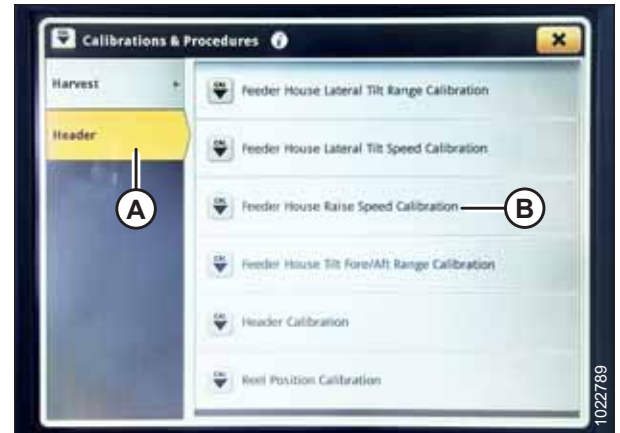 Calibrations & Procedures
Harvest
Header
Feeder House Lateral Tilt Range Calibration
Feeder House Lateral Tilt Speed Calibration
Feeder House Raise Speed Calibration
Feeder House Tilt Fore/Aft Range Calibration
Header Calibration
Reel Position Calibration
A
B
1022789